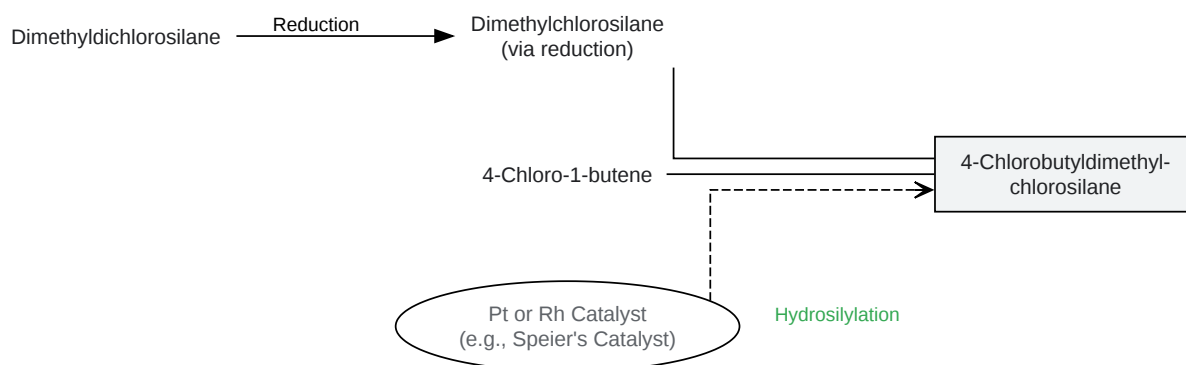 Dimethyldichlorosilane
Reduction
Dimethylchlorosilane
(via reduction)
4-Chloro-1-butene
4-Chlorobutyldimethyl-
chlorosilane
Pt or Rh Catalyst
(e.g., Speier's Catalyst)
Hydrosilylation